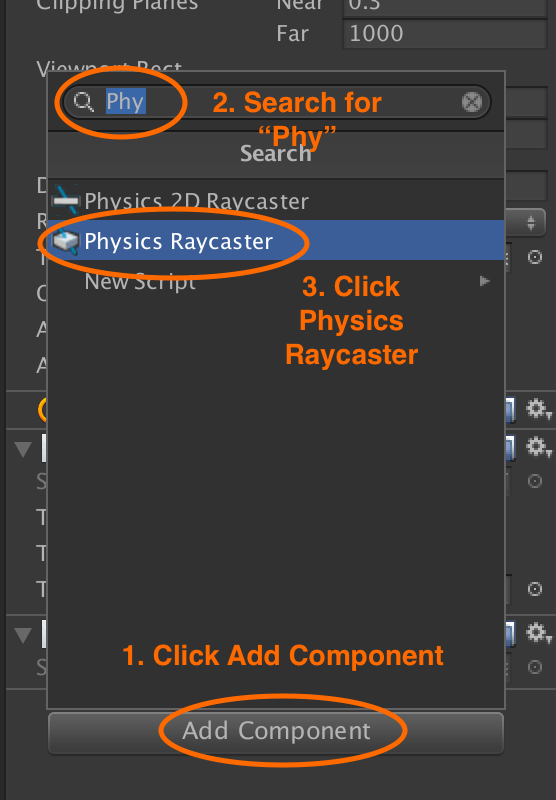 Clipping Planes Near 0.3
Far 1000
Viewport Rect
Phy
2. Search for
“Phy”
Search
D
Physics 2D Raycaster
R
Physics Raycaster
T
New Script
3. Click
Physics
Raycaster
C
A
A
S
T
T
T
1. Click Add Component
S
Add Component